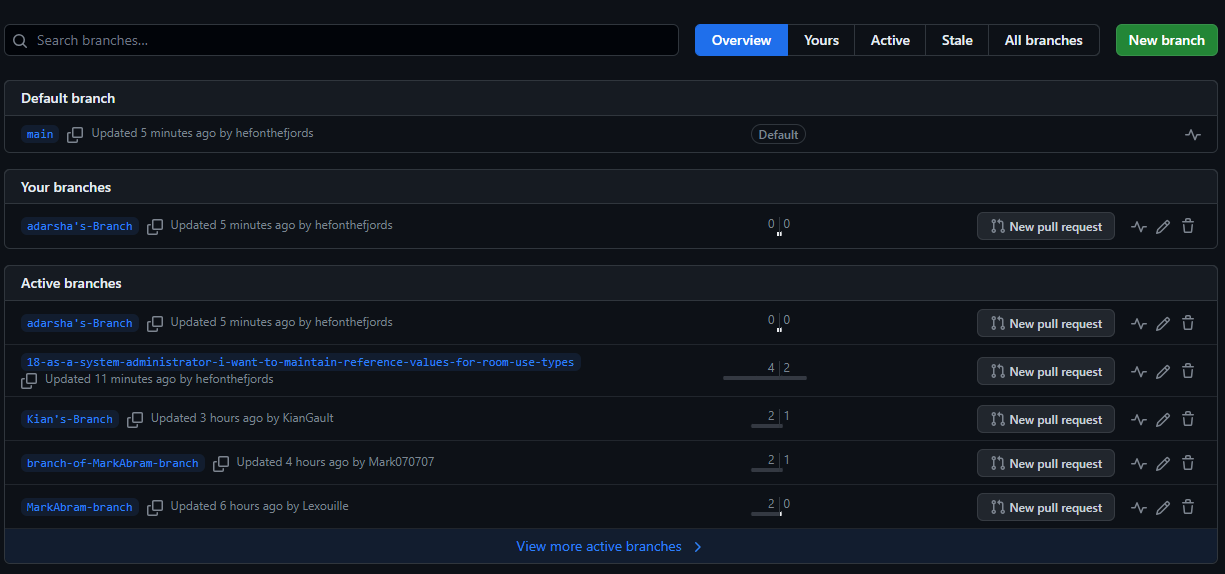 Search branches...
Overview Yours Active Stale All branches New branch
Default branch
main Updated 5 minutes ago by hefonthefjords Default
Your branches
adarsha's-Branch Updated 5 minutes ago by hefonthefjords 0 0 New pull request
Active branches
adarsha's-Branch Updated 5 minutes ago by hefonthefjords 0 0 New pull request
18-as-a-system-administrator-i-want-to-maintain-reference-values-for-room-use-types
Updated 11 minutes ago by hefonthefjords 4 2 New pull request
Kian's-Branch Updated 3 hours ago by KianGault 2 1 New pull request
branch-of-MarkAbram-branch Updated 4 hours ago by Mark070707 2 1 New pull request
MarkAbram-branch Updated 6 hours ago by Lexouille 2 0 New pull request
View more active branches